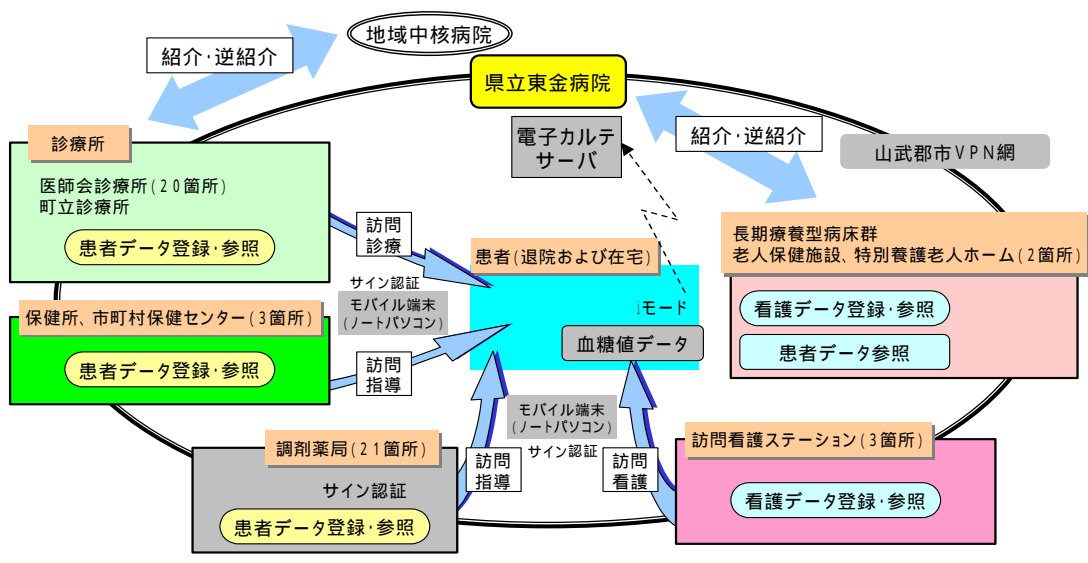 地域中核病院
紹介・逆紹介
県立東金病院
電子カルテ
サーバ
紹介・逆紹介
山武郡市VPN網
診療所
医師会診療所(20箇所)
町立診療所
患者データ登録・参照
訪問
診療
患者(退院および在宅)
長期療養型病床群
老人保健施設、特別養護老人ホーム(2箇所)
看護データ登録・参照
患者データ参照
サイン認証
モバイル端末
(ノートパソコン)
iモード
血糖値データ
保健所、市町村保健センター(3箇所)
患者データ登録・参照
訪問
指導
モバイル端末
(ノートパソコン)
サイン認証
調剤薬局(21箇所)
サイン認証
患者データ登録・参照
訪問
指導
訪問
看護
訪問看護ステーション(3箇所)
看護データ登録・参照